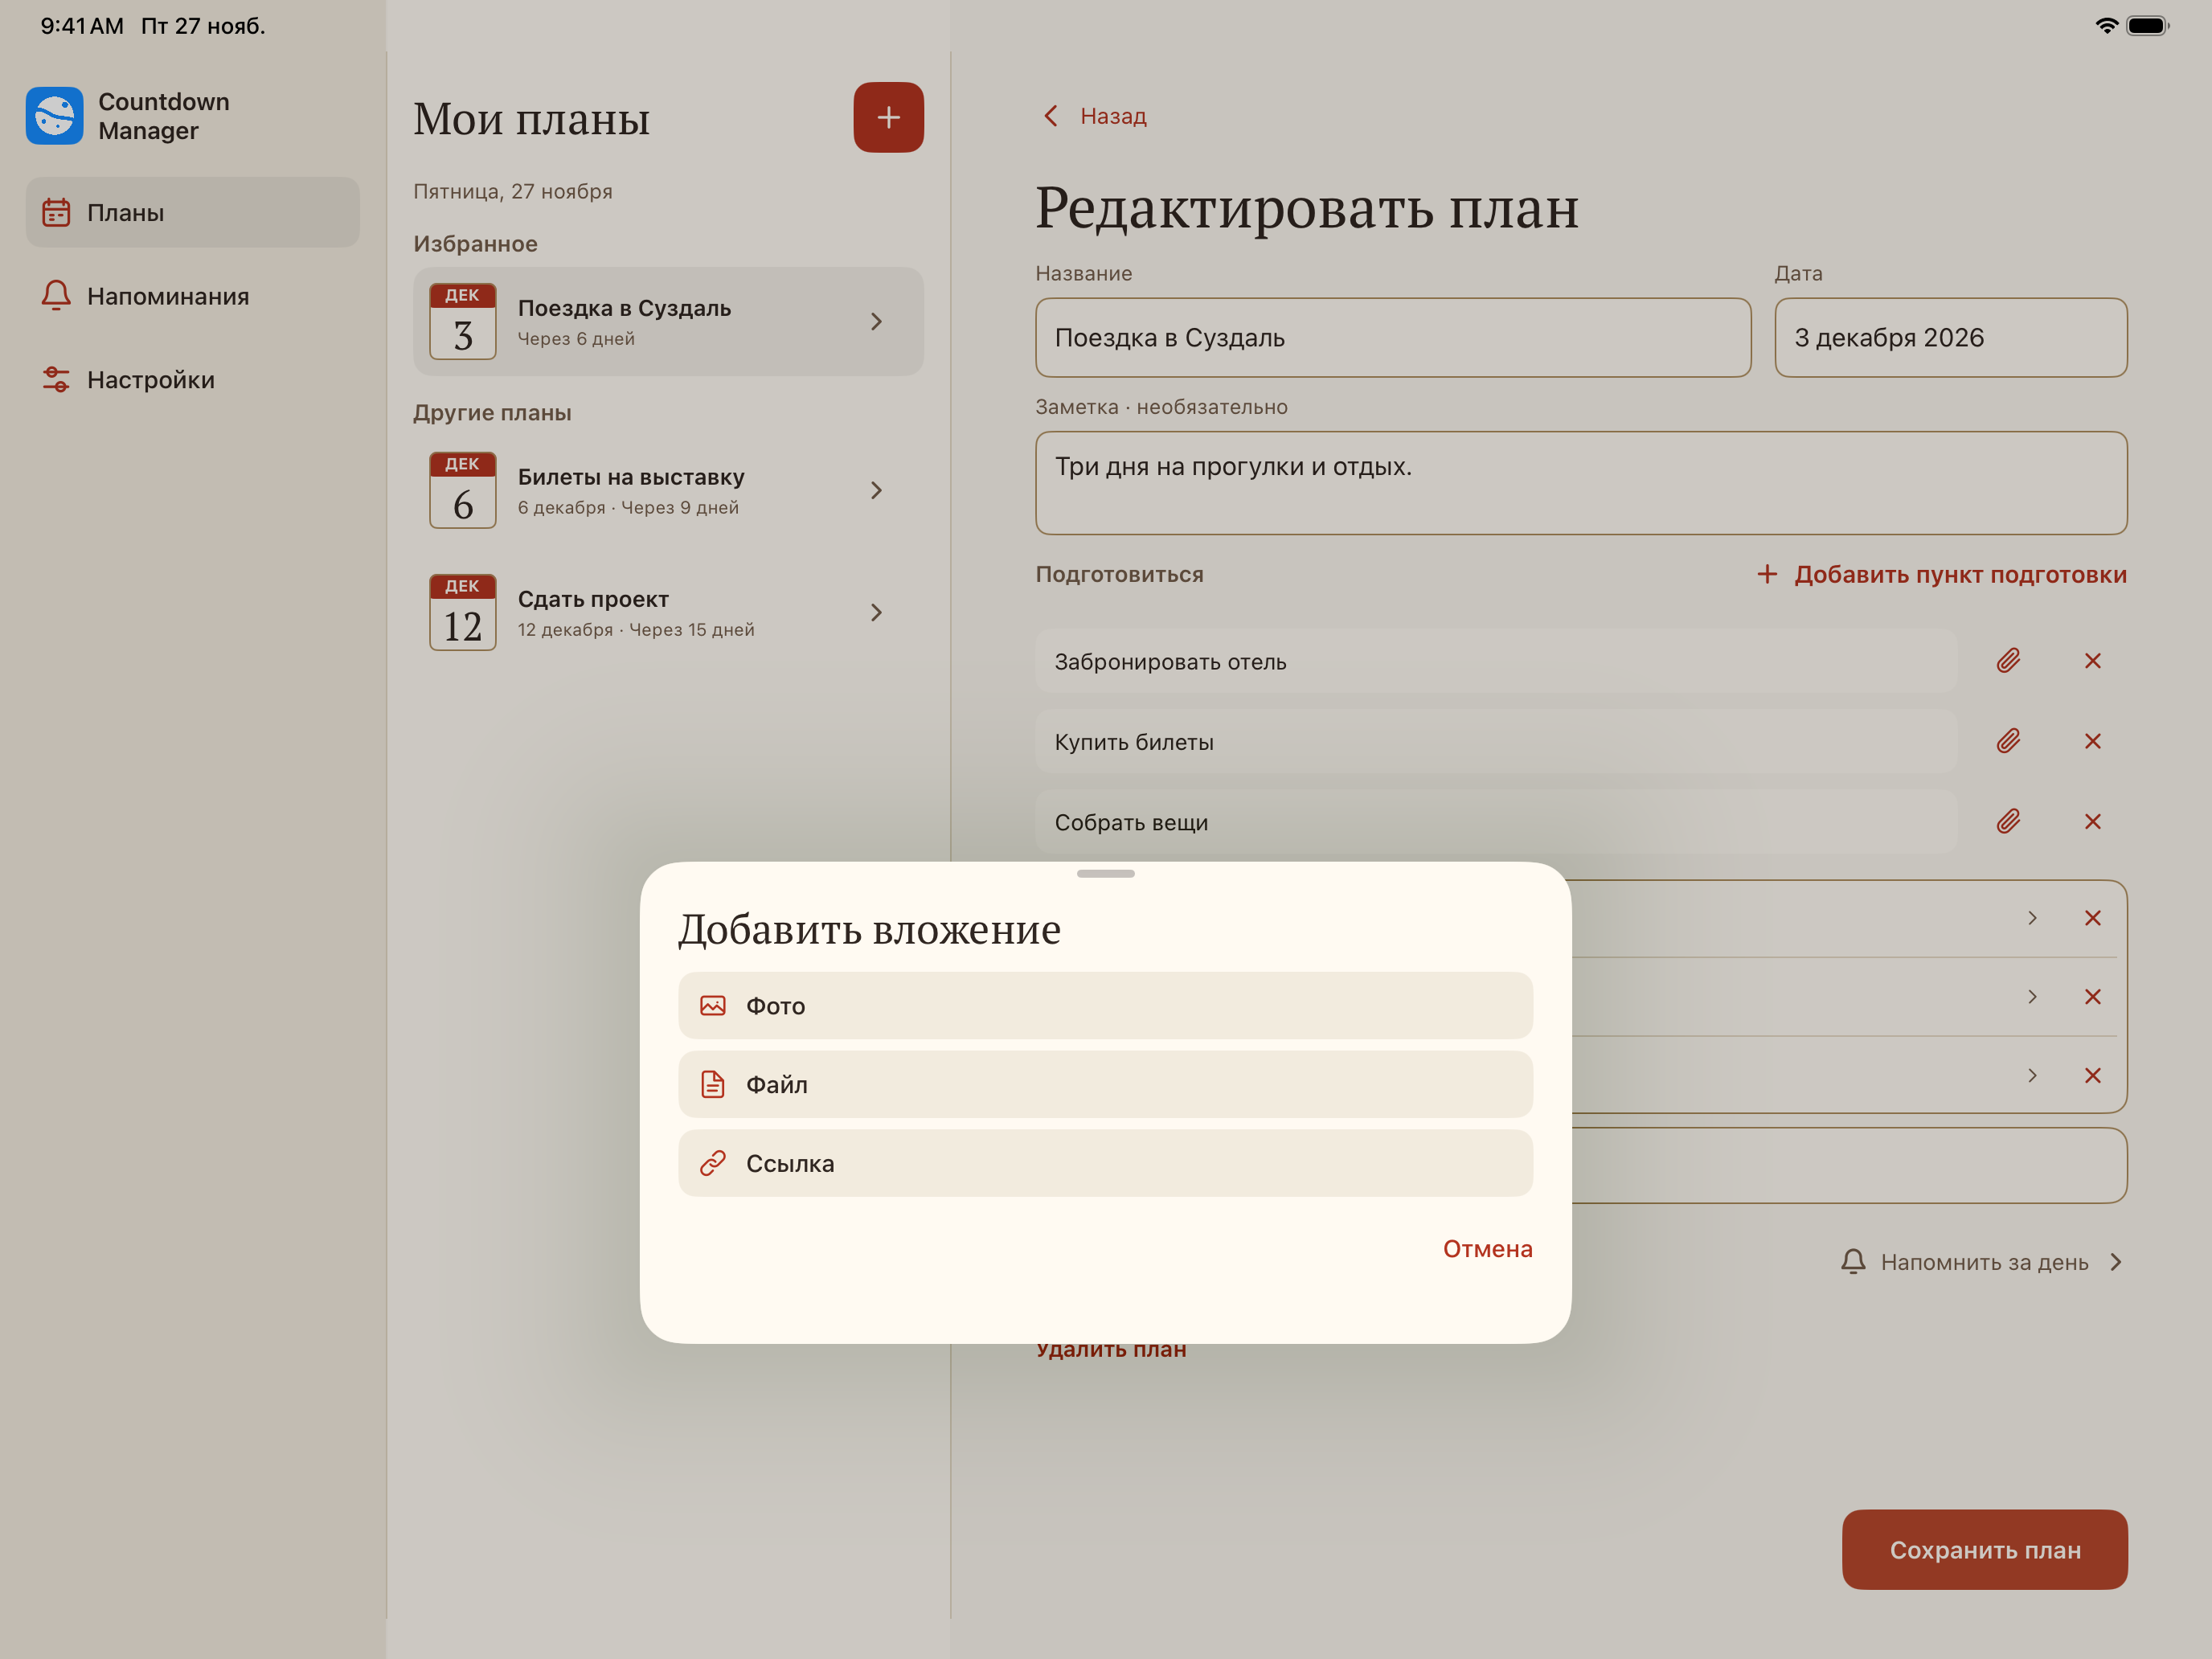 9:41 AM Пт 27 нояб.
Countdown
Manager
Планы
Напоминания
Настройки
Мои планы
Пятница, 27 ноября
Избранное
ДЕК
3
Поездка в Суздаль
Через 6 дней
Другие планы
ДЕК
6
Билеты на выставку
6 декабря · Через 9 дней
ДЕК
12
Сдать проект
12 декабря · Через 15 дней
Назад
Редактировать план
Название
Дата
Поездка в Суздаль
3 декабря 2026
Заметка · необязательно
Три дня на прогулки и отдых.
Подготовиться
Добавить пункт подготовки
Забронировать отель
Купить билеты
Собрать вещи
Добавить вложение
Фото
Файл
Ссылка
Отмена
Напомнить за день
Удалить план
Сохранить план